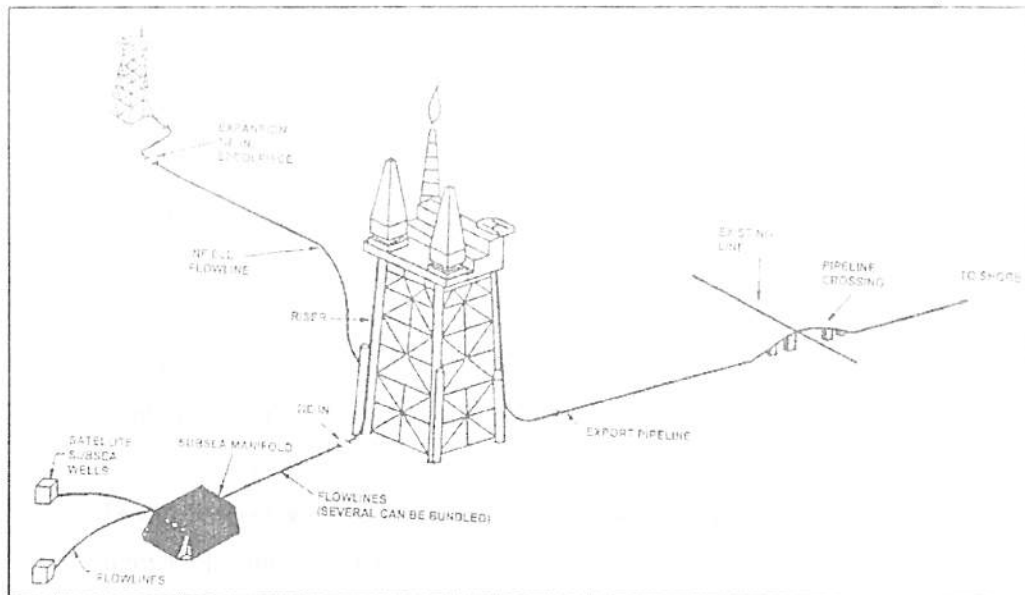 EXPANSION
TIE-IN
FLOWLINE
RISER
EXISTING
LINE
PIPELINE
CROSSING
TO SHORE
TIE-IN
EXPORT PIPELINE
SATELLITE
SUBSEA
WELLS
SUBSEA MANIFOLD
FLOWLINES
(SEVERAL CAN BE BUNDLED)
FLOWLINES